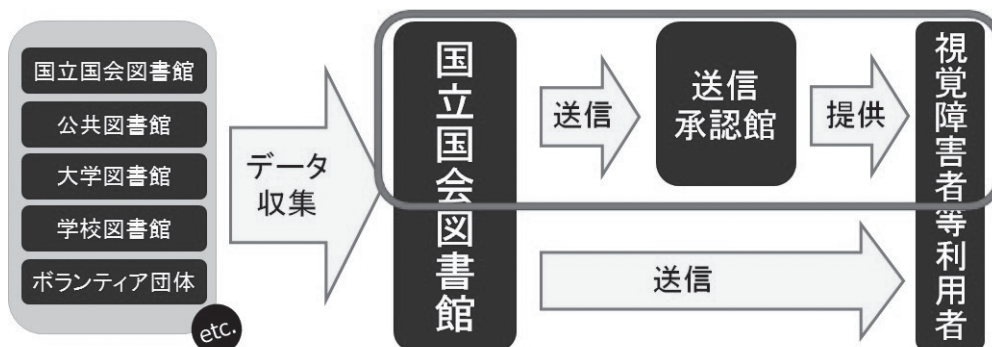 国立国会図書館
公共図書館
大学図書館
学校図書館
ボランティア団体
etc.
データ
収集
国立国会図書館
送信
送信
承認館
提供
送信
視覚障害者等利用者